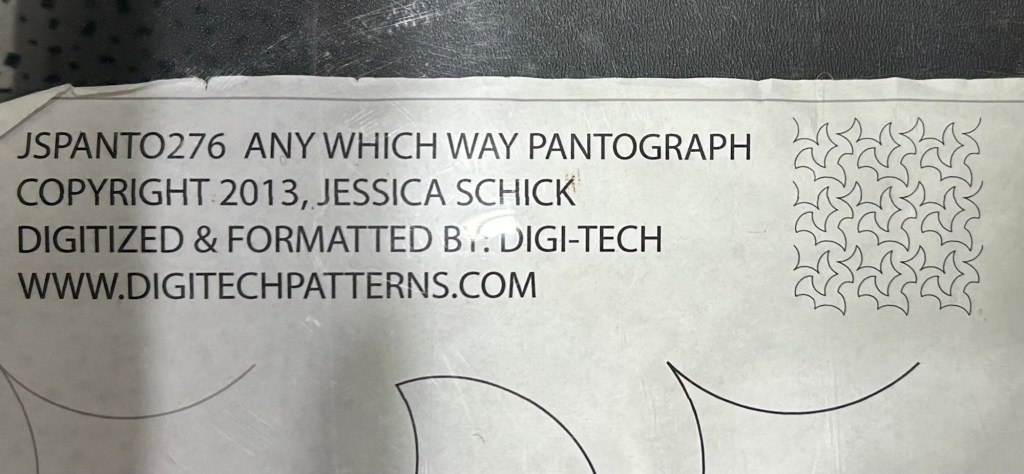 JSPANTO276 ANY WHICH WAY PANTOGRAPH
COPYRIGHT 2013, JESSICA SCHICK
DIGITIZED & FORMATTED BY: DIGI-TECH
WWW.DIGITECHPATTERNS.COM